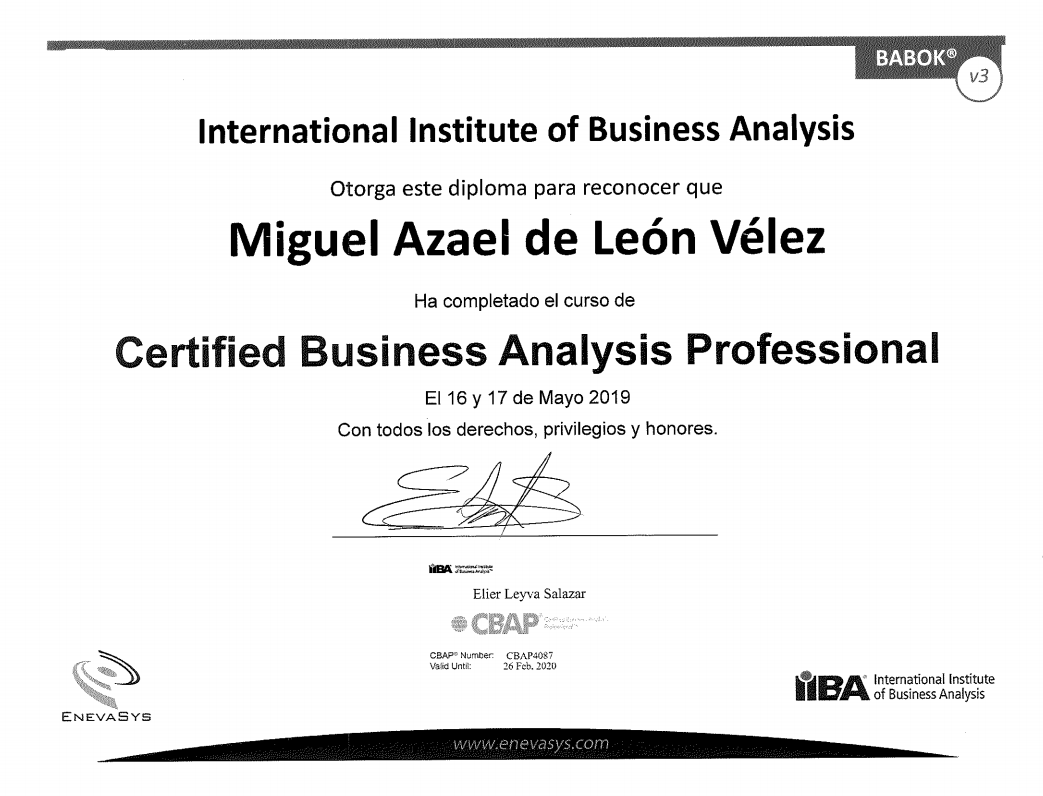 BABOK®
v3
International Institute of Business Analysis
Otorga este diploma para reconocer que
Miguel Azael de León Vélez
Ha completado el curso de
Certified Business Analysis Professional
El 16 y 17 de Mayo 2019
Con todos los derechos, privilegios y honores.
iiBA International Institute
of Business Analysis™
Elier Leyva Salazar
CBAP®
CBAP® Number: CBAP4087
Valid Until: 26 Feb, 2020
ENEVASYS
iiBA® International Institute
of Business Analysis
www.enevasys.com